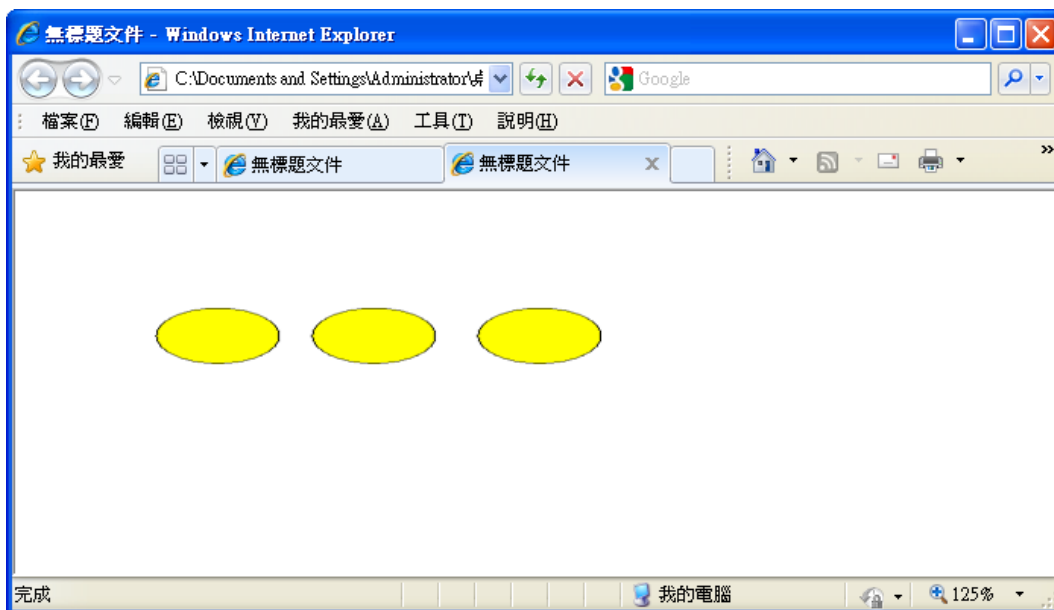 無標題文件 - Windows Internet Explorer
C:\Documents and Settings\Administrator\桌 Google
檔案(F) 編輯(E) 檢視(V) 我的最愛(A) 工具(T) 說明(H)
我的最愛 無標題文件 無標題文件
完成 我的電腦 125%